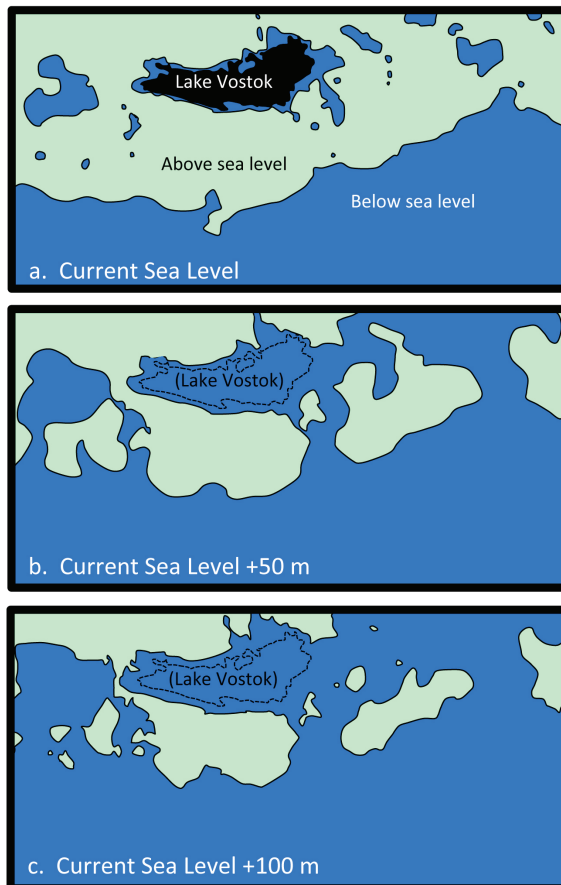 Lake Vostok
Above sea level
Below sea level
a. Current Sea Level
(Lake Vostok)
b. Current Sea Level +50 m
(Lake Vostok)
c. Current Sea Level +100 m